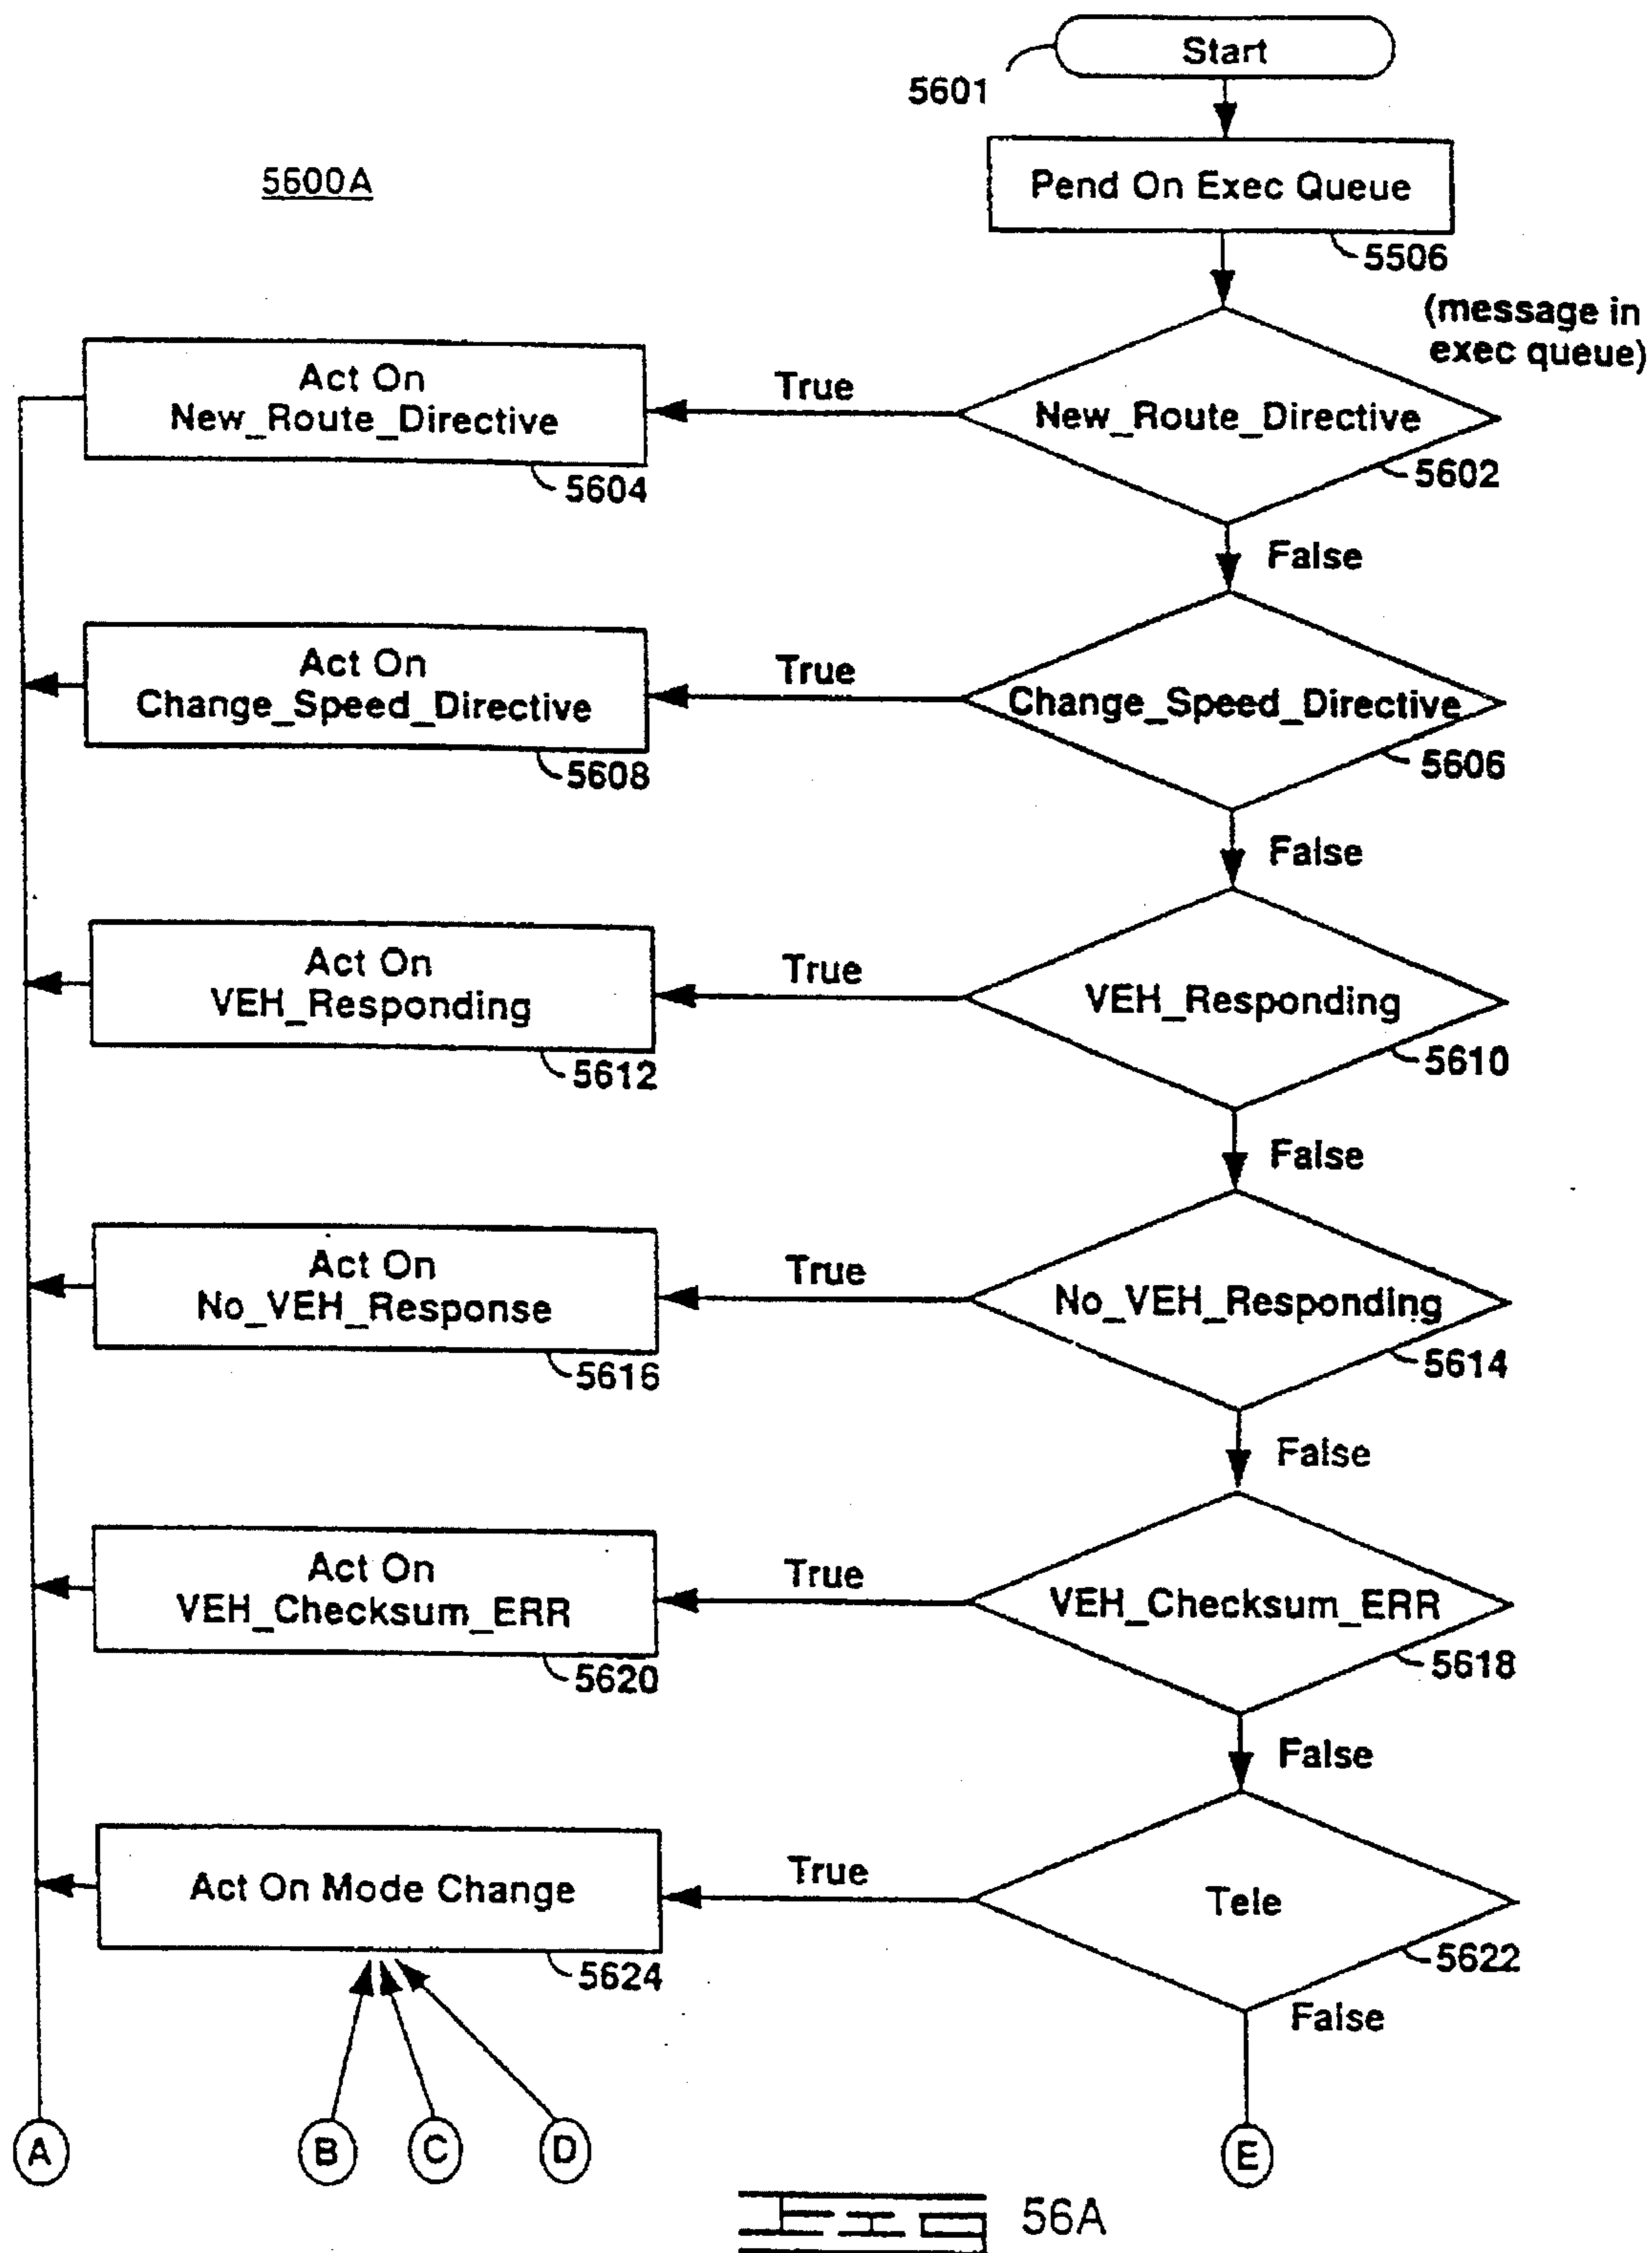 Start
5601
5600A
Pend On Exec Queue
5506
(message in
exec queue)
Act On
New_Route_Directive
5604
True
New_Route_Directive
5602
False
Act On
Change_Speed_Directive
5608
True
Change_Speed_Directive
5606
False
Act On
VEH_Responding
5612
True
VEH_Responding
5610
False
Act On
No_VEH_Response
5616
True
No_VEH_Responding
5614
False
Act On
VEH_Checksum_ERR
5620
True
VEH_Checksum_ERR
5618
False
Act On Mode Change
5624
True
Tele
5622
False
A
B
C
D
E
FIG 56A